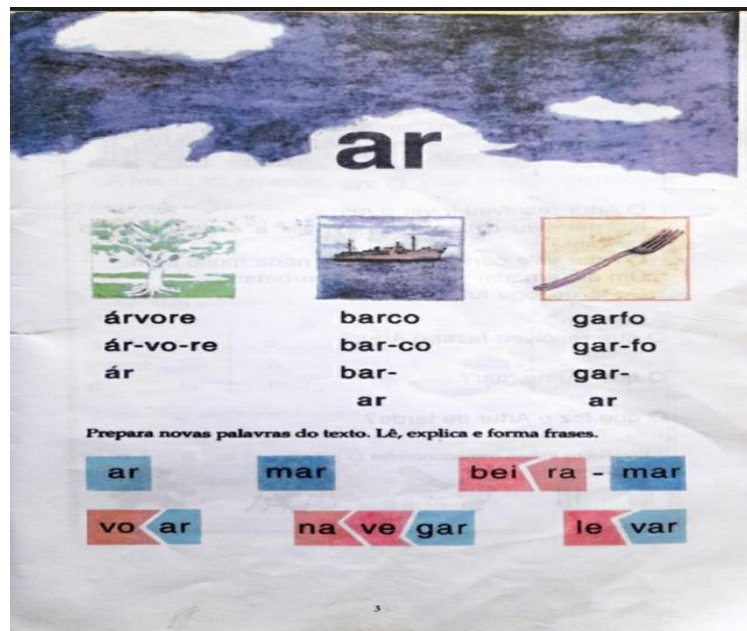 ar
árvore barco garfo
ár-vo-re bar-co gar-fo
ár bar- gar-
ar ar
Prepara novas palavras do texto. Lê, explica e forma frases.
ar mar bei ra - mar
vo ar na ve gar le var
3